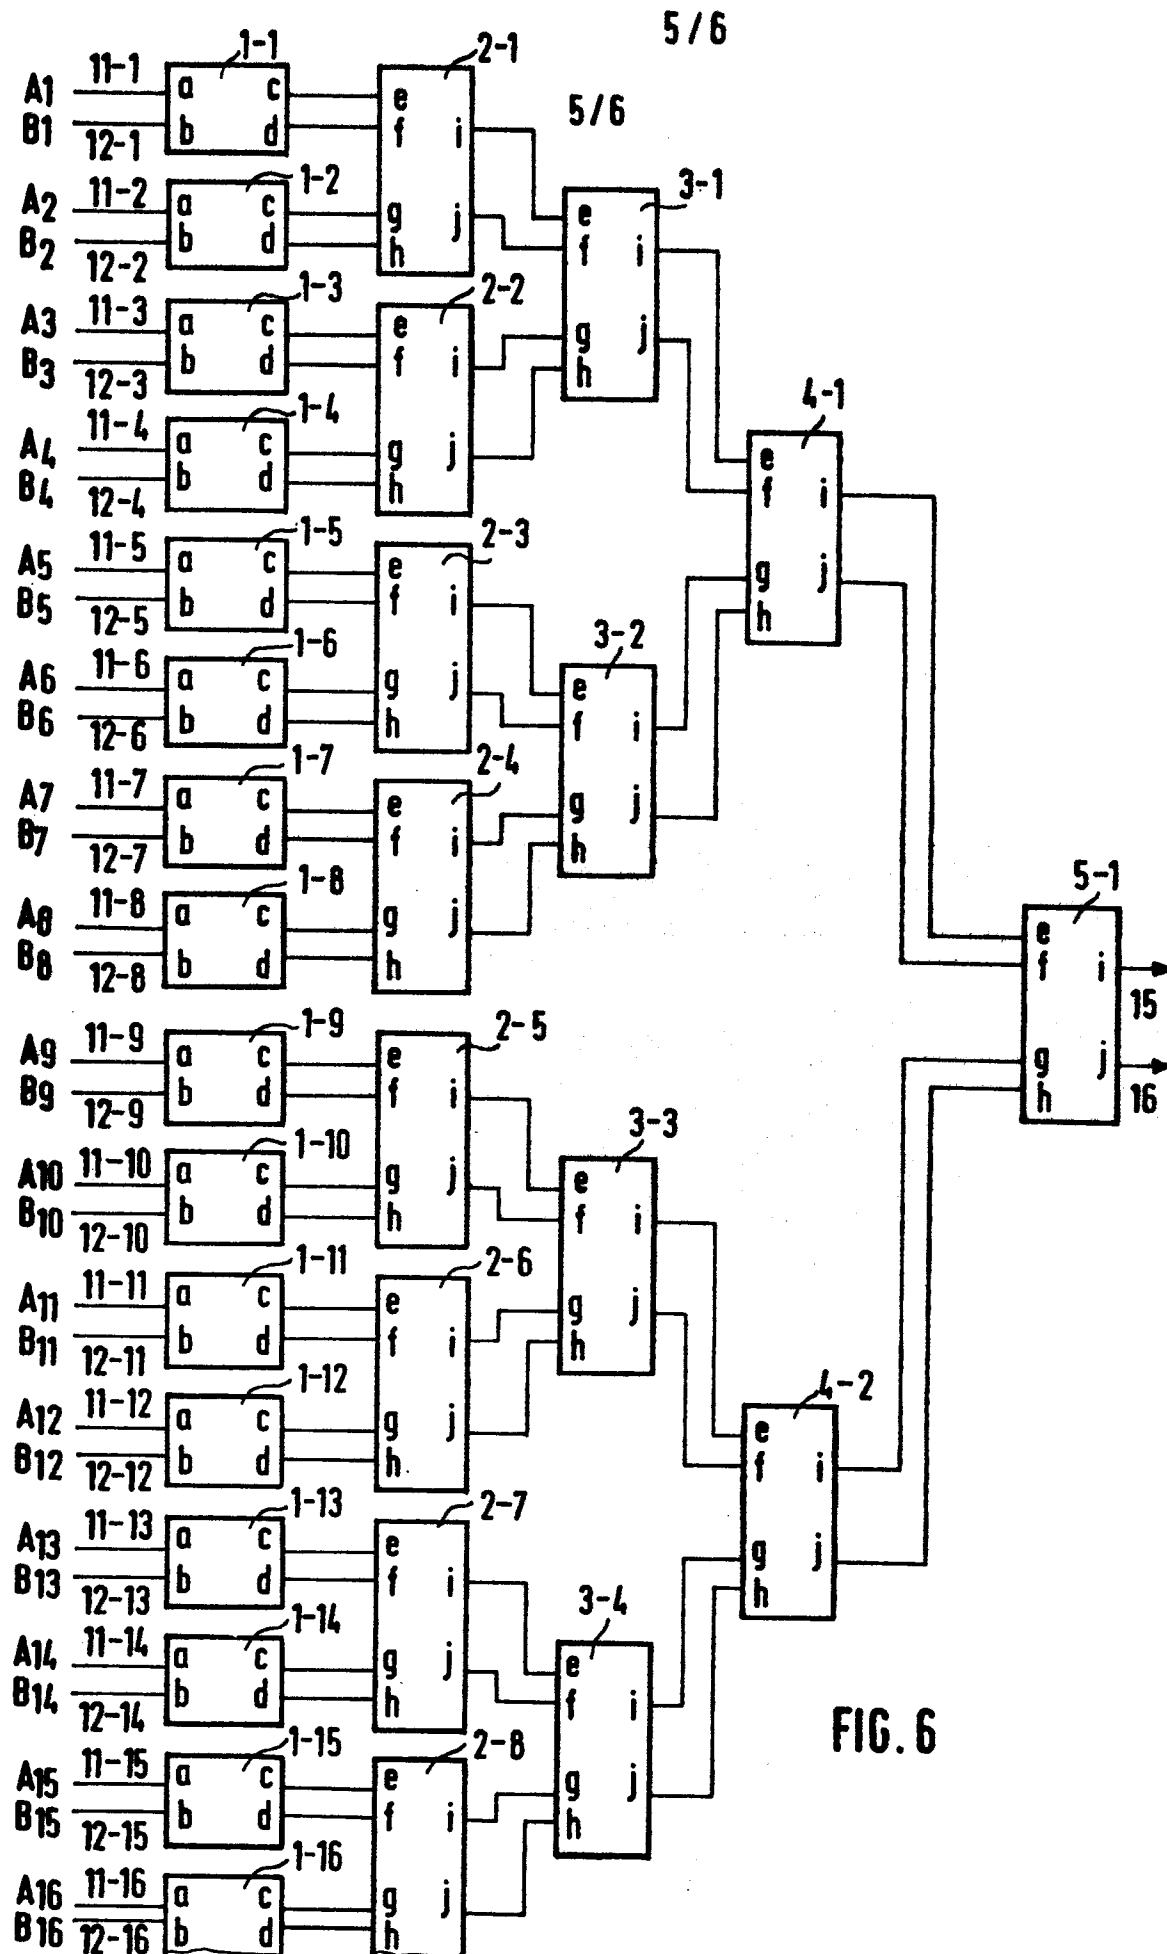 5/6
5/6
1-1
2-1
A1 11-1 a c e
B1 12-1 b d f i
1-2
3-1
A2 11-2 a c g j e
B2 12-2 b d h f i
1-3
2-2
A3 11-3 a c e g j
B3 12-3 b d f i h
1-4
4-1
A4 11-4 a c g j e
B4 12-4 b d h f i
1-5
2-3
A5 11-5 a c e g j
B5 12-5 b d f i h
1-6
3-2
A6 11-6 a c g j e
B6 12-6 b d h f i
1-7
2-4
A7 11-7 a c e g j
B7 12-7 b d f i h
1-8
5-1
A8 11-8 a c g j e
B8 12-8 b d h f i
15
1-9
2-5
A9 11-9 a c e g j
B9 12-9 b d f i h
16
1-10
3-3
A10 11-10 a c g j e
B10 12-10 b d h f i
1-11
2-6
A11 11-11 a c e g j
B11 12-11 b d f i h
1-12
4-2
A12 11-12 a c g j e
B12 12-12 b d h f i
1-13
2-7
A13 11-13 a c e g j
B13 12-13 b d f i h
1-14
3-4
A14 11-14 a c g j e
B14 12-14 b d h f i
FIG. 6
1-15
2-8
A15 11-15 a c e g j
B15 12-15 b d f i h
1-16
A16 11-16 a c g j
B16 12-16 b d h